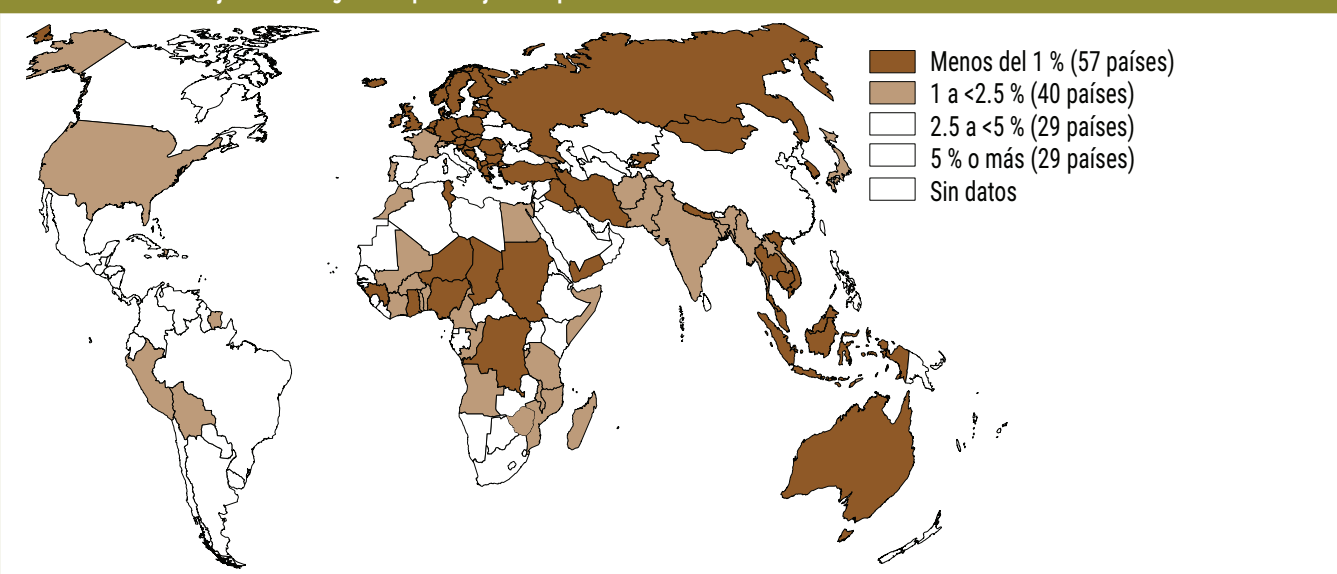 Menos del 1 % (57 países)
1 a <2.5 % (40 países)
2.5 a <5 % (29 países)
5 % o más (29 países)
Sin datos